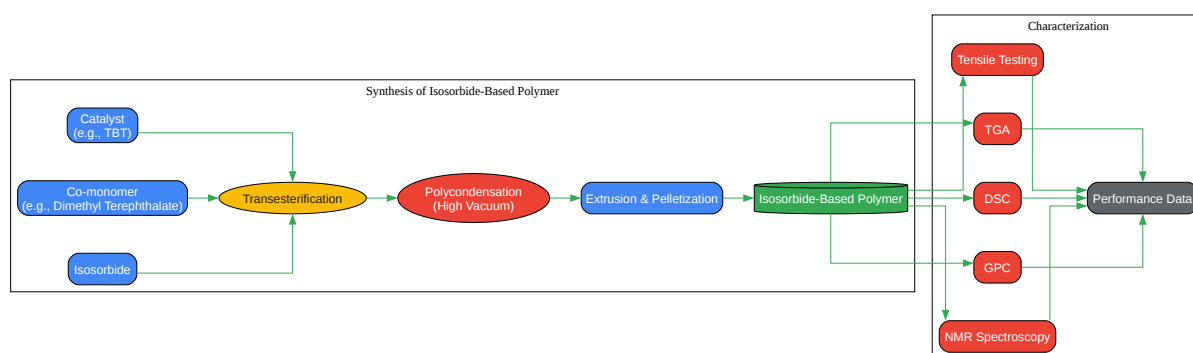 Characterization
Tensile Testing
Synthesis of Isosorbide-Based Polymer
Catalyst
(e.g., TBT)
TGA
Co-monomer
(e.g., Dimethyl Terephthalate)
Transesterification
Polycondensation
(High Vacuum)
Extrusion & Pelletization
Isosorbide-Based Polymer
DSC
Performance Data
Isosorbide
GPC
NMR Spectroscopy